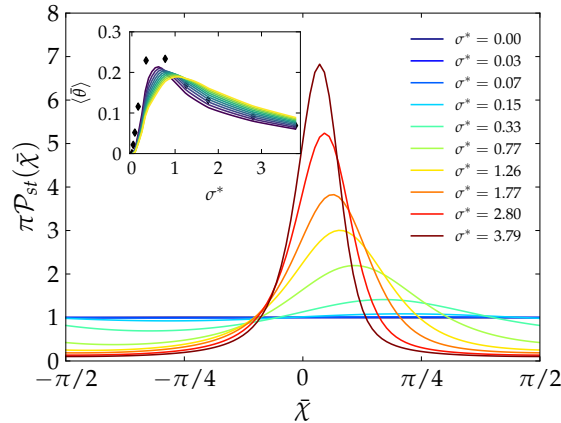 8
7
6
5
4
3
2
1
0
π𝒫st(χ̄)
−π/2
−π/4
0
π/4
π/2
χ̄
0.3
0.2
0.1
0
⟨θ̄⟩
0
1
2
3
σ*
σ* = 0.00
σ* = 0.03
σ* = 0.07
σ* = 0.15
σ* = 0.33
σ* = 0.77
σ* = 1.26
σ* = 1.77
σ* = 2.80
σ* = 3.79